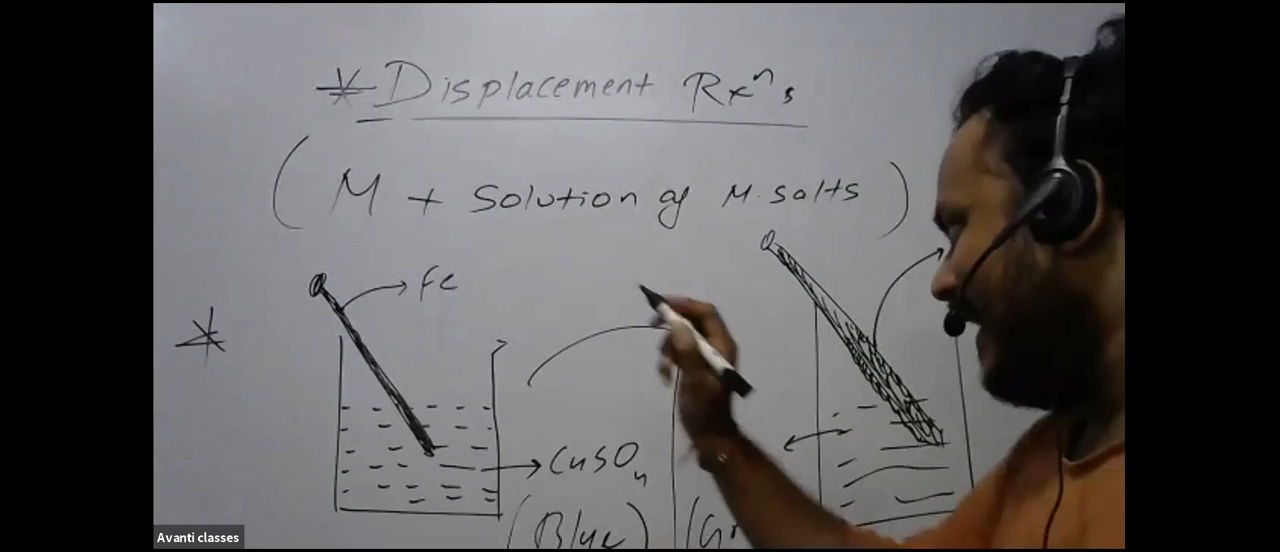 * Displacement Rxⁿs
(M + Solution of M. salts)
* Fe
CuSO₄
(Blue)
Avanti classes